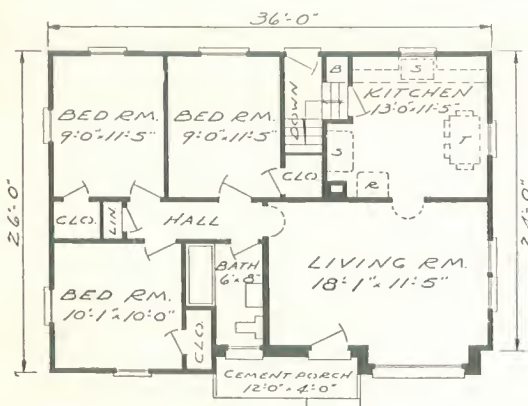 36'-0"
B
S
KITCHEN
13'0"x11'-5"
BED RM.
9'0"x11'-5"
BED RM.
9'0"x11'-5"
DOWN
T
S
R
CLO.
26'-0"
24'-0"
CLO.
LIN
HALL
BATH
6'x8'
LIVING RM.
18'-1"x11'-5"
BED RM.
10'-1"x10'-0"
CLO.
CEMENT PORCH
12'0"x4'-0"